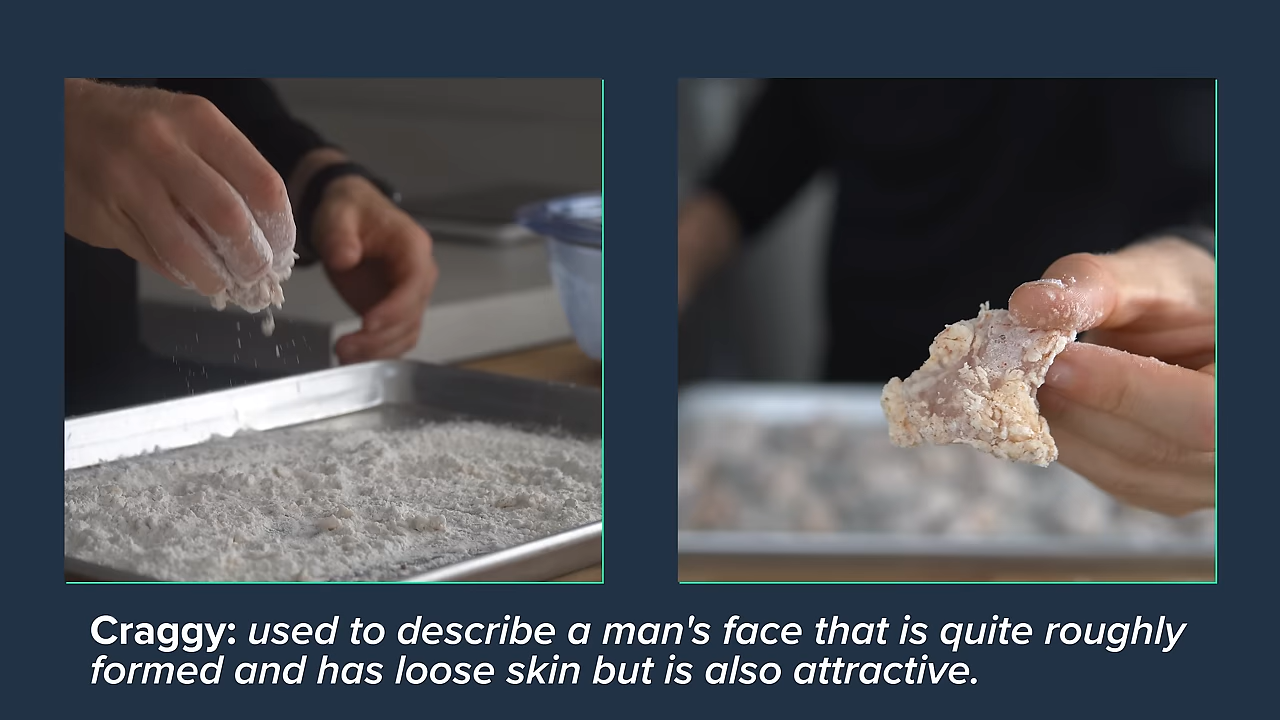 Craggy: used to describe a man's face that is quite roughly
formed and has loose skin but is also attractive.